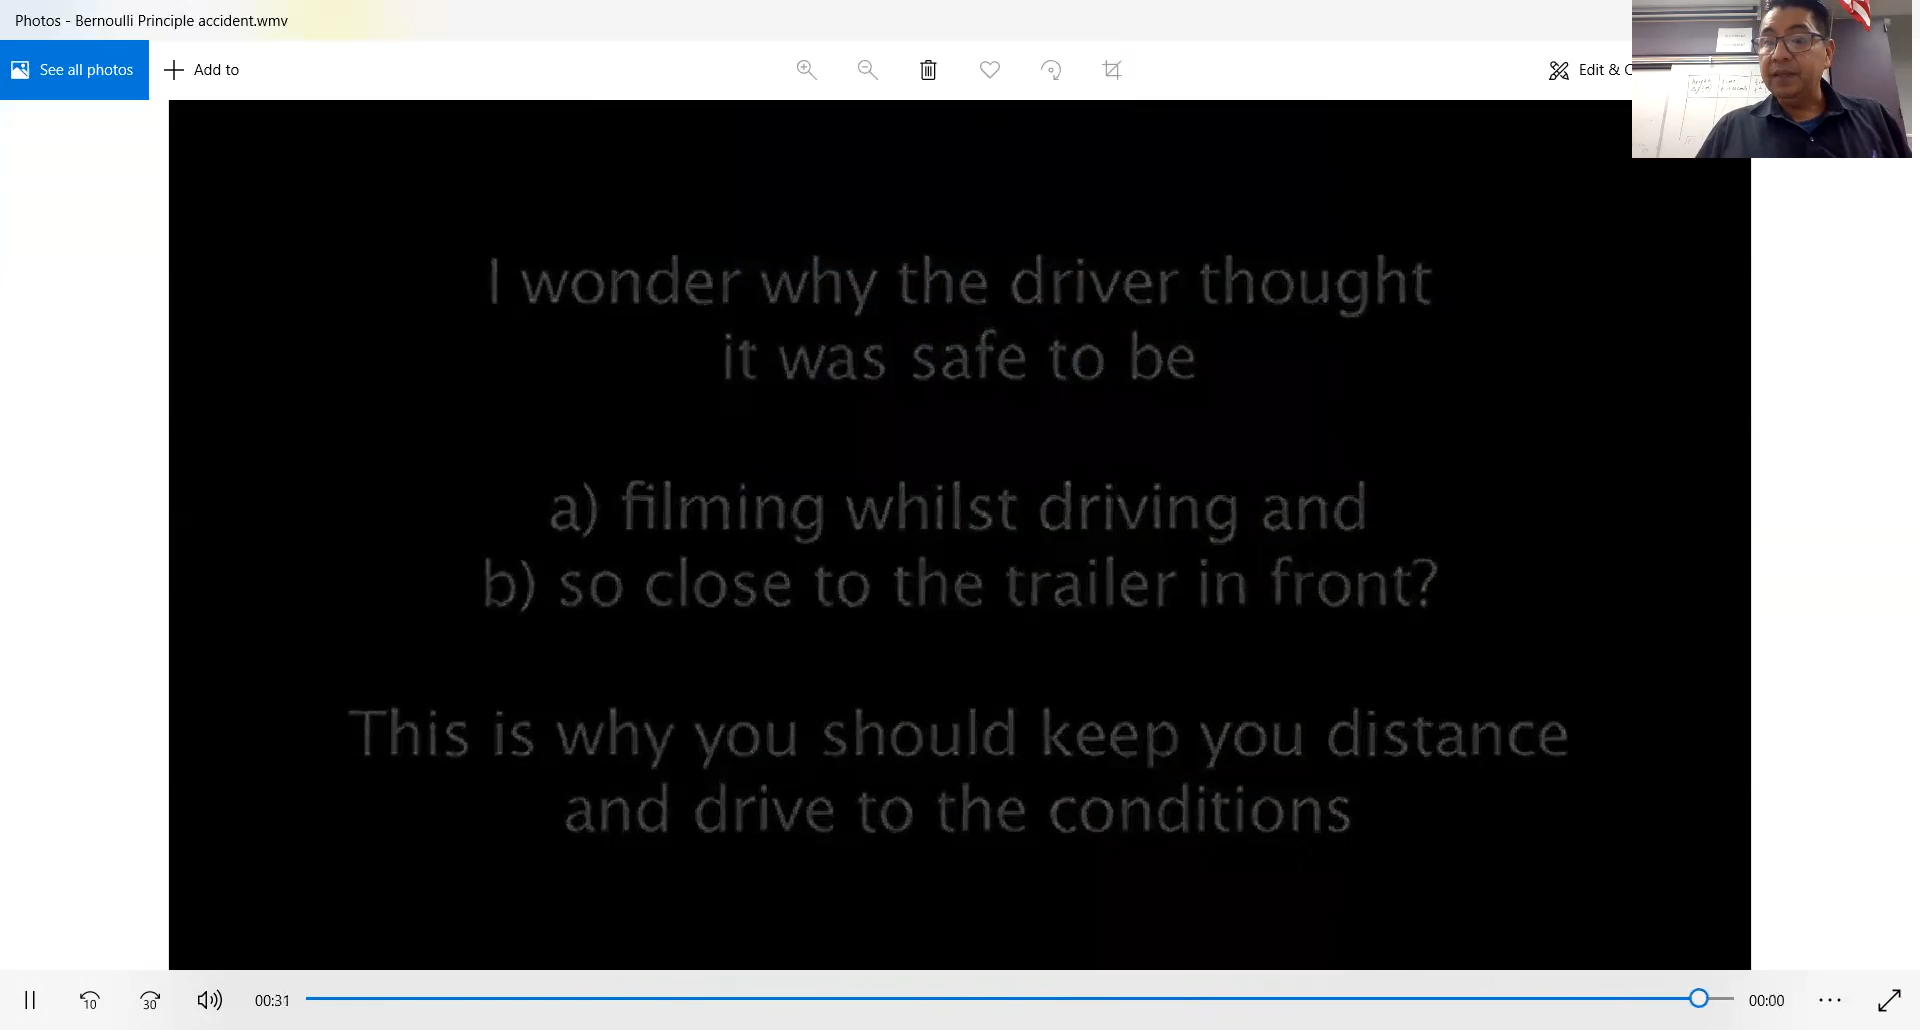 Photos - Bernoulli Principle accident.wmv
See all photos
Add to
Edit & C
I wonder why the driver thought
it was safe to be
a) filming whilst driving and
b) so close to the trailer in front?
This is why you should keep you distance
and drive to the conditions
10
30
00:31
00:00